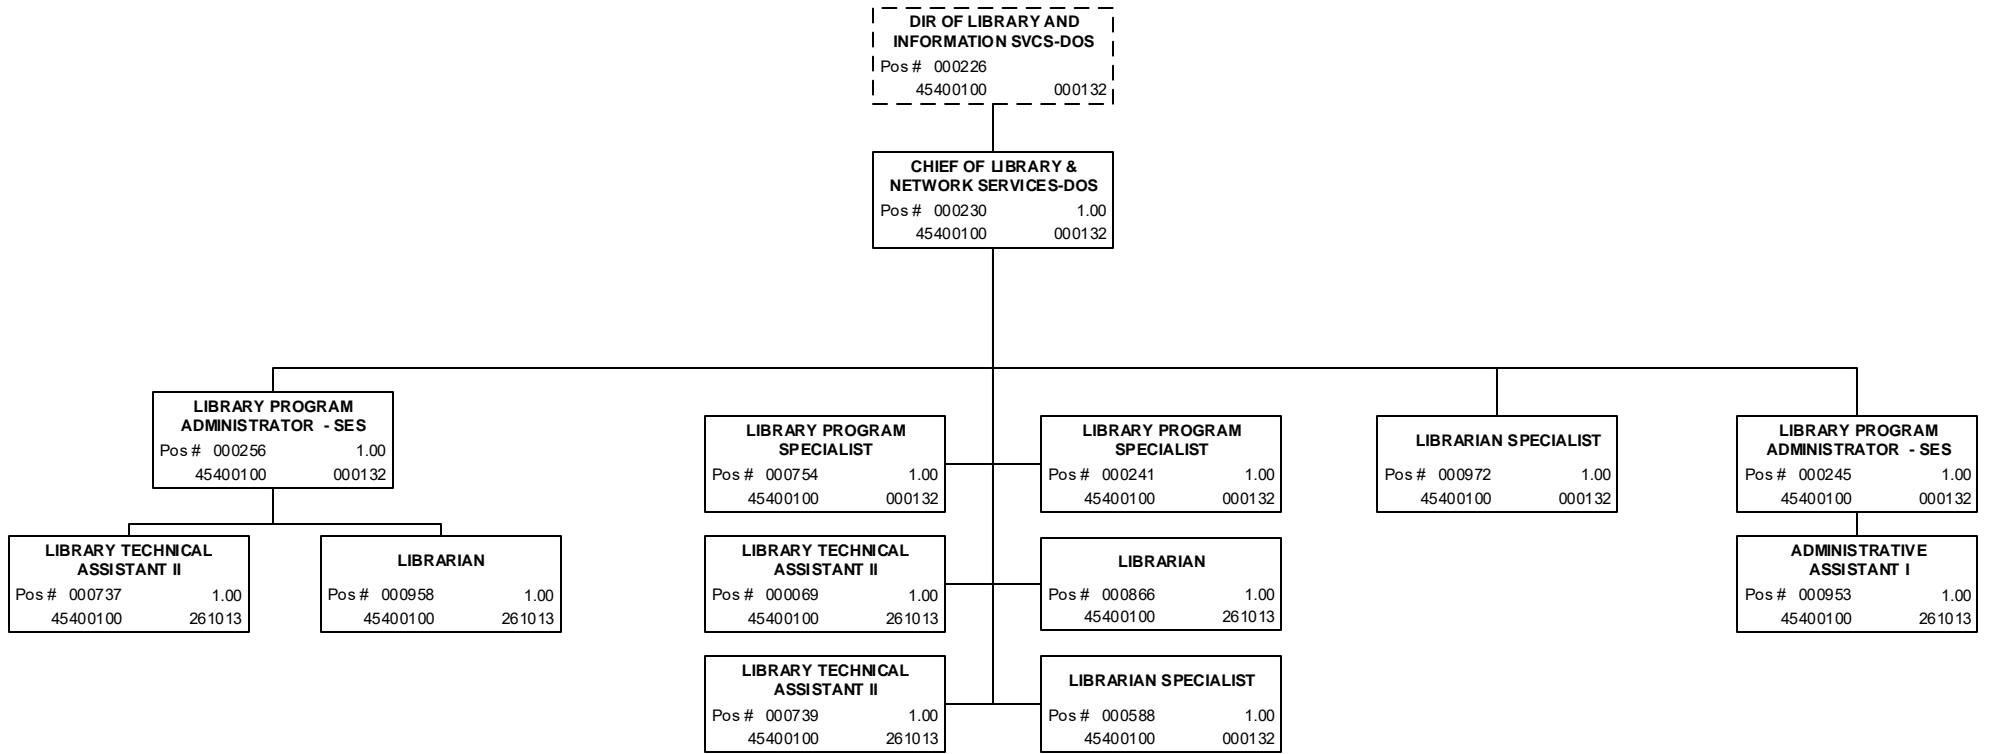 DIR OF LIBRARY AND
INFORMATION SVCS-DOS
Pos # 000226
45400100 000132
CHIEF OF LIBRARY &
NETWORK SERVICES-DOS
Pos # 000230 1.00
45400100 000132
LIBRARY PROGRAM
ADMINISTRATOR - SES
Pos # 000256 1.00
45400100 000132
LIBRARY TECHNICAL
ASSISTANT II
Pos # 000737 1.00
45400100 261013
LIBRARIAN
Pos # 000958 1.00
45400100 261013
LIBRARY PROGRAM
SPECIALIST
Pos # 000754 1.00
45400100 000132
LIBRARY PROGRAM
SPECIALIST
Pos # 000241 1.00
45400100 000132
LIBRARY TECHNICAL
ASSISTANT II
Pos # 000069 1.00
45400100 261013
LIBRARIAN
Pos # 000866 1.00
45400100 261013
LIBRARY TECHNICAL
ASSISTANT II
Pos # 000739 1.00
45400100 261013
LIBRARIAN SPECIALIST
Pos # 000588 1.00
45400100 000132
LIBRARIAN SPECIALIST
Pos # 000972 1.00
45400100 000132
LIBRARY PROGRAM
ADMINISTRATOR - SES
Pos # 000245 1.00
45400100 000132
ADMINISTRATIVE
ASSISTANT I
Pos # 000953 1.00
45400100 261013